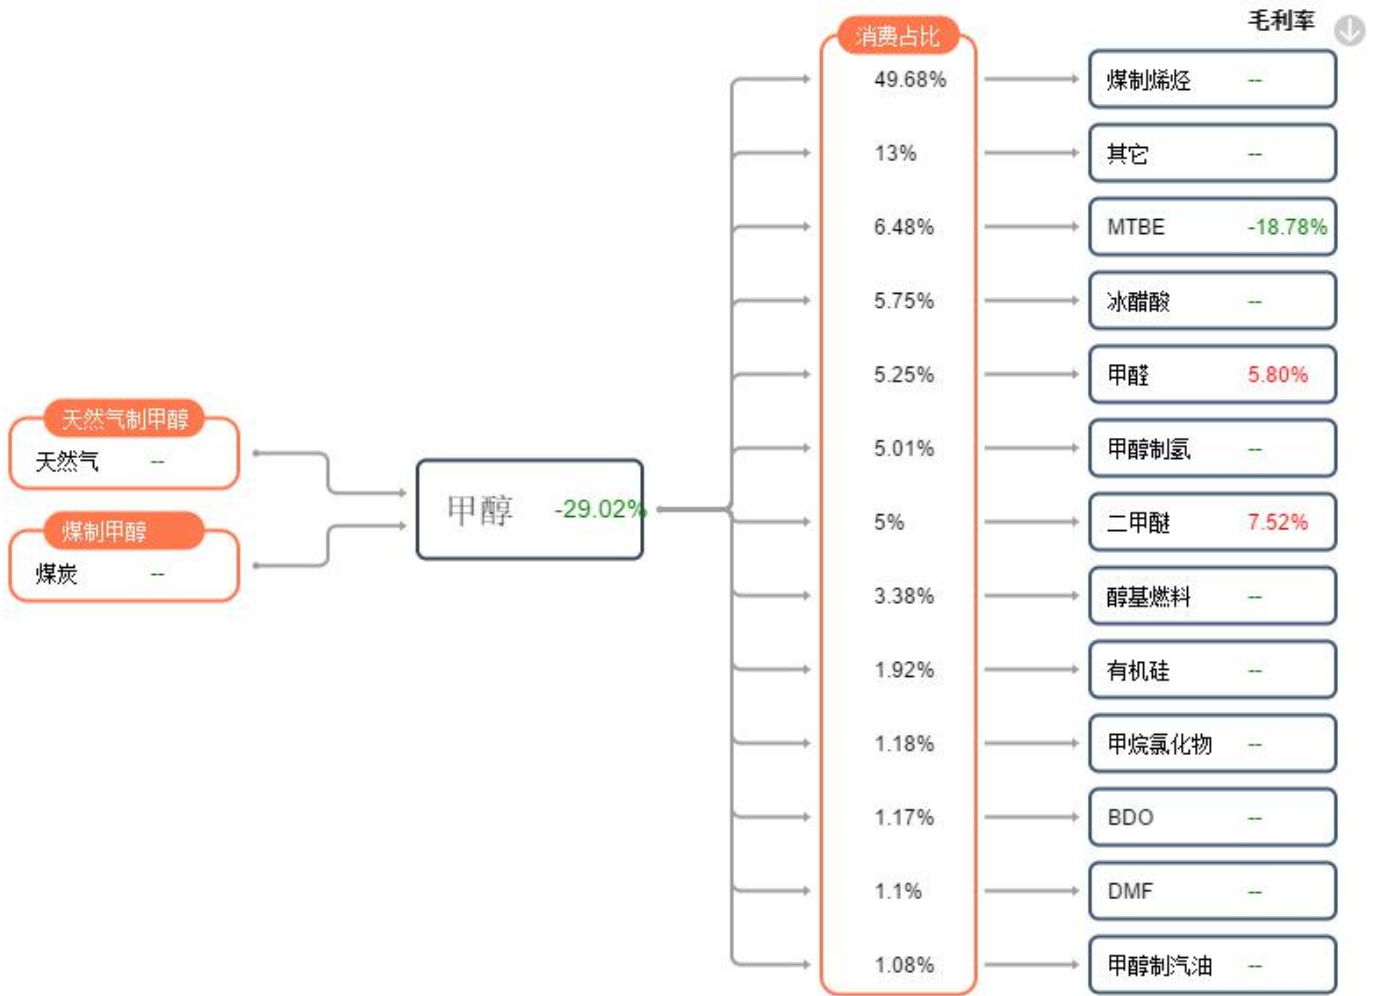 毛利率
消费占比
49.68% 煤制烯烃 --
13% 其它 --
6.48% MTBE -18.78%
5.75% 冰醋酸 --
5.25% 甲醛 5.80%
天然气制甲醇
天然气 --
5.01% 甲醇制氢 --
甲醇 -29.02%
5% 二甲醚 7.52%
煤制甲醇
煤炭 --
3.38% 醇基燃料 --
1.92% 有机硅 --
1.18% 甲烷氯化物 --
1.17% BDO --
1.1% DMF --
1.08% 甲醇制汽油 --